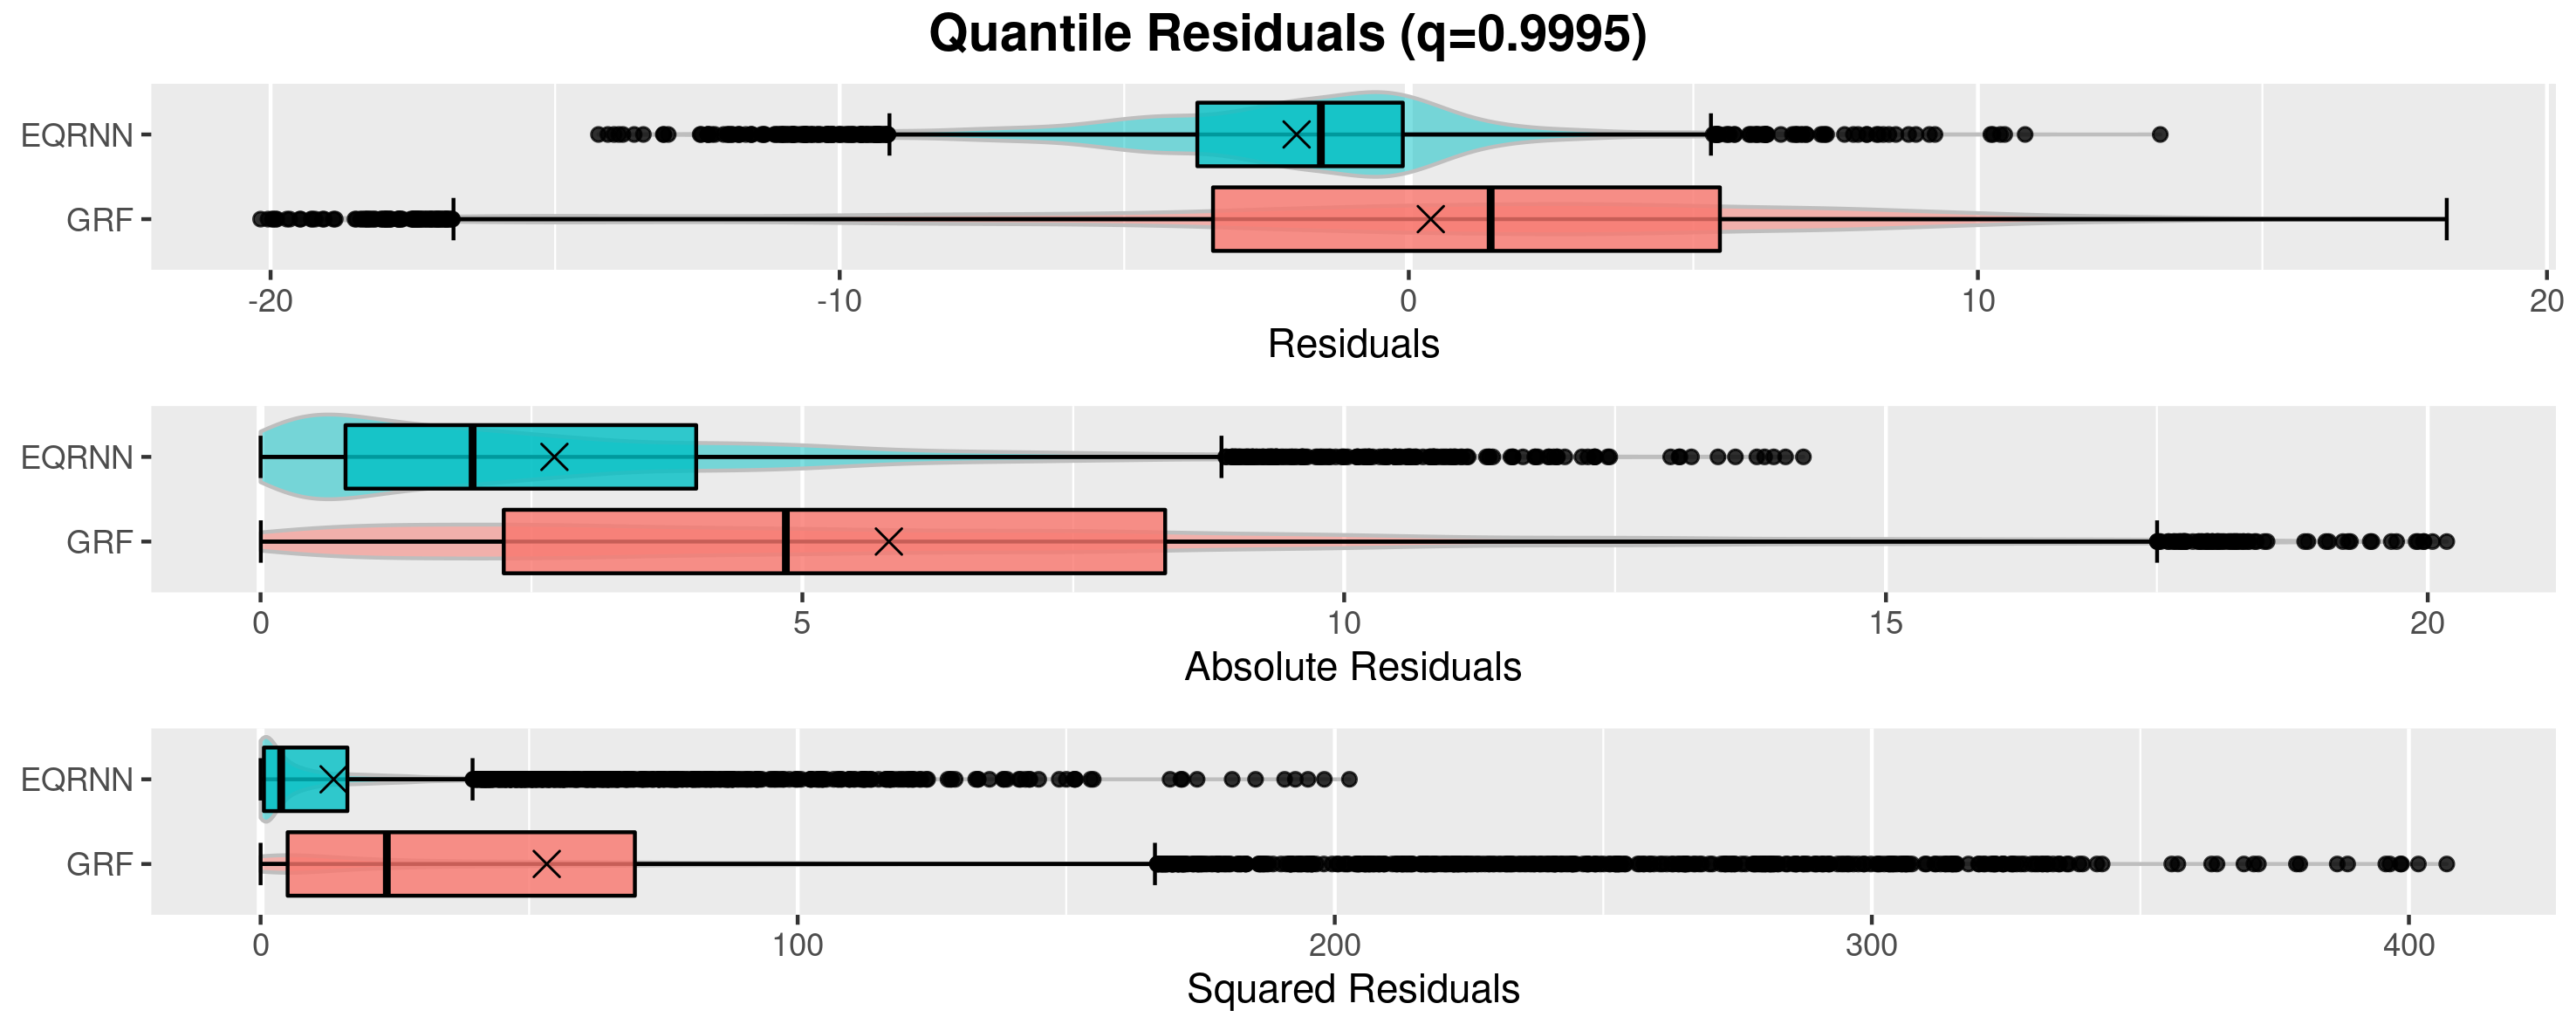 Quantile Residuals (q=0.9995)
EQRNN
GRF
-20 -10 0 10 20
Residuals
EQRNN
GRF
0 5 10 15 20
Absolute Residuals
EQRNN
GRF
0 100 200 300 400
Squared Residuals